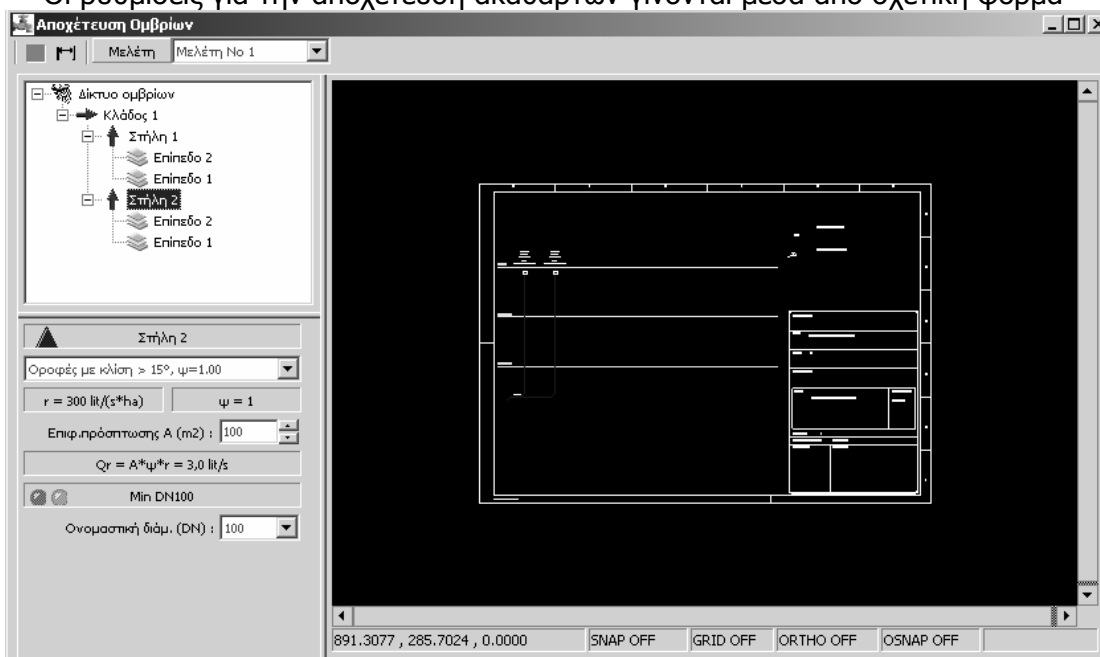 Οι ρυθμίσεις για την αποχέτευση ακαθάρτων γίνονται μέσα από σχετική φόρμα
Αποχέτευση Ομβρίων
Μελέτη
Μελέτη No 1
Δίκτυο ομβρίων
Κλάδος 1
Στήλη 1
Επίπεδο 2
Επίπεδο 1
Στήλη 2
Επίπεδο 2
Επίπεδο 1
Στήλη 2
Οροφές με κλίση > 15°, ψ=1.00
r = 300 lit/(s*ha)
ψ = 1
Επιφ.πρόσπτωσης A (m2) : 100
Qr = A*ψ*r = 3,0 lit/s
Min DN100
Ονομαστική διάμ. (DN) : 100
891.3077 , 285.7024 , 0.0000
SNAP OFF
GRID OFF
ORTHO OFF
OSNAP OFF